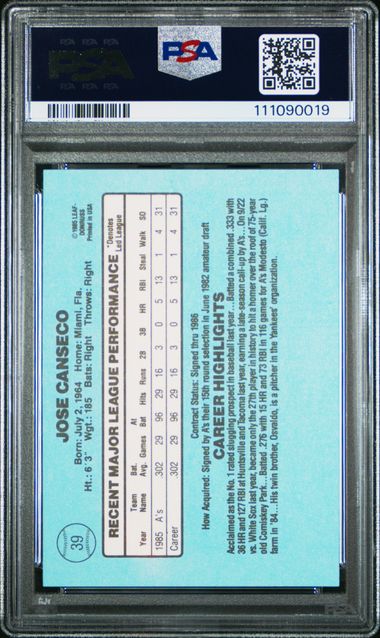 PSA
111090019
39
JOSE CANSECO
Born: July 2, 1964 Home: Miami, Fla.
Ht.: 6'3" Wgt.: 185 Bats: Right Throws: Right
©1985 LEAF-
DONRUSS
Printed in USA
RECENT MAJOR LEAGUE PERFORMANCE *Denotes Led League
Year Team Name Bat. Avg. Games At Bat Hits Runs 2B 3B HR RBI Steal Walk SO
1985 A's .302 29 96 29 16 3 0 5 13 1 4 31
Career .302 29 96 29 16 3 0 5 13 1 4 31
Contract Status: Signed thru 1986
How Acquired: Signed by A's their 15th round selection in June 1982 amateur draft
CAREER HIGHLIGHTS
Acclaimed as the No. 1 rated slugging prospect in baseball last year...Batted a combined .333 with
36 HR and 127 RBI at Huntsville and Tacoma last year, earning a late-season call-up by A's...On 9/22
vs. White Sox last year, became only the 27th player in history to hit a homer over the roof of 75-year
old Comiskey Park....Batted .276 with 15 HR and 73 RBI in 116 games for A's Modesto (Calif. Lg.)
farm in '84...His twin brother, Osvaldo, is a pitcher in the Yankees' organization.